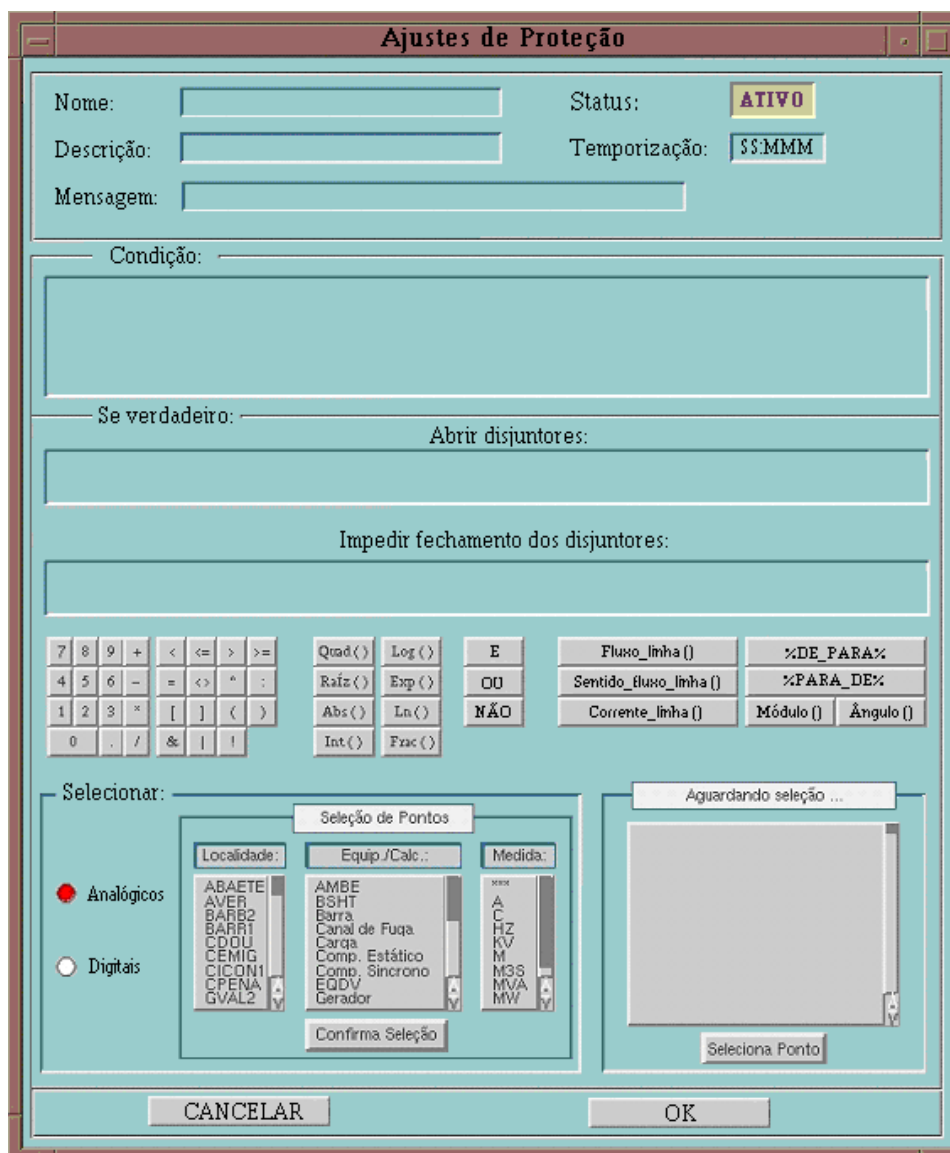 Ajustes de Proteção
Nome: Status: ATIVO
Descrição: Temporização: SS:MMM
Mensagem:
Condição:
Se verdadeiro:
Abrir disjuntores:
Impedir fechamento dos disjuntores:
7 8 9 + < <= > >= Quad() Log() E Fluxo_linha() %DE_PARA%
4 5 6 - = <> ^ : Raíz() Exp() OU Sentido_fluxo_linha() %PARA_DE%
1 2 3 * [ ] ( ) Abs() Ln() NÃO Corrente_linha() Módulo() Ângulo()
0 . / & | ! Int() Frac()
Selecionar:
Analógicos
Digitais
Seleção de Pontos
Localidade:
ABAETE
AVER
BARB2
BARR1
CDOU
CEMIG
CICON1
CPENA
GVAL2
Equip./Calc.:
AMBE
BSHT
Barra
Canal de Fuga
Carga
Comp. Estático
Comp. Sincrono
EQDV
Gerador
Medida:
***
A
C
HZ
KV
M
M3S
MVA
MW
Confirma Seleção
Aguardando seleção ...
Seleciona Ponto
CANCELAR OK